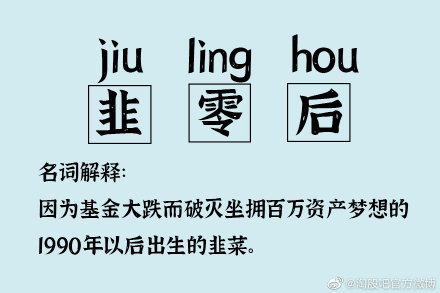 jiu ling hou
韭零后
名词解释:
因为基金大跌而破灭坐拥百万资产梦想的
1990年以后出生的韭菜。
@淘股吧官方微博